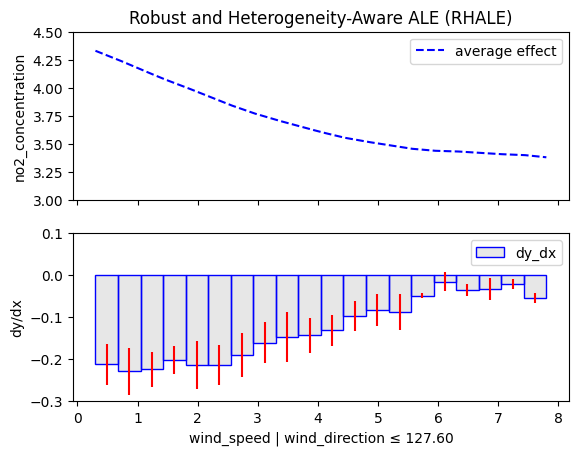 Robust and Heterogeneity-Aware ALE (RHALE)
4.50
4.25
4.00
3.75
3.50
3.25
3.00
no2_concentration
average effect
0.1
0.0
−0.1
−0.2
−0.3
dy/dx
dy_dx
0 1 2 3 4 5 6 7 8
wind_speed | wind_direction ≤ 127.60